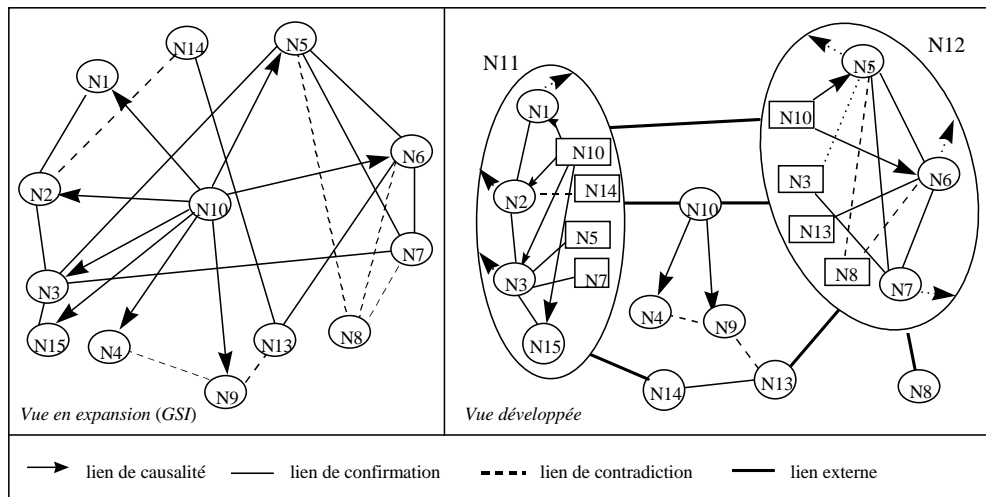 N14
N5
N1
N6
N2
N10
N7
N3
N15
N4
N13
N8
N9
Vue en expansion (GSI)
N11
N12
N5
N1
N10
N10
N6
N2
N14
N3
N10
N13
N5
N3
N7
N8
N7
N4
N9
N15
N14
N13
N8
Vue développée
lien de causalité
lien de confirmation
lien de contradiction
lien externe